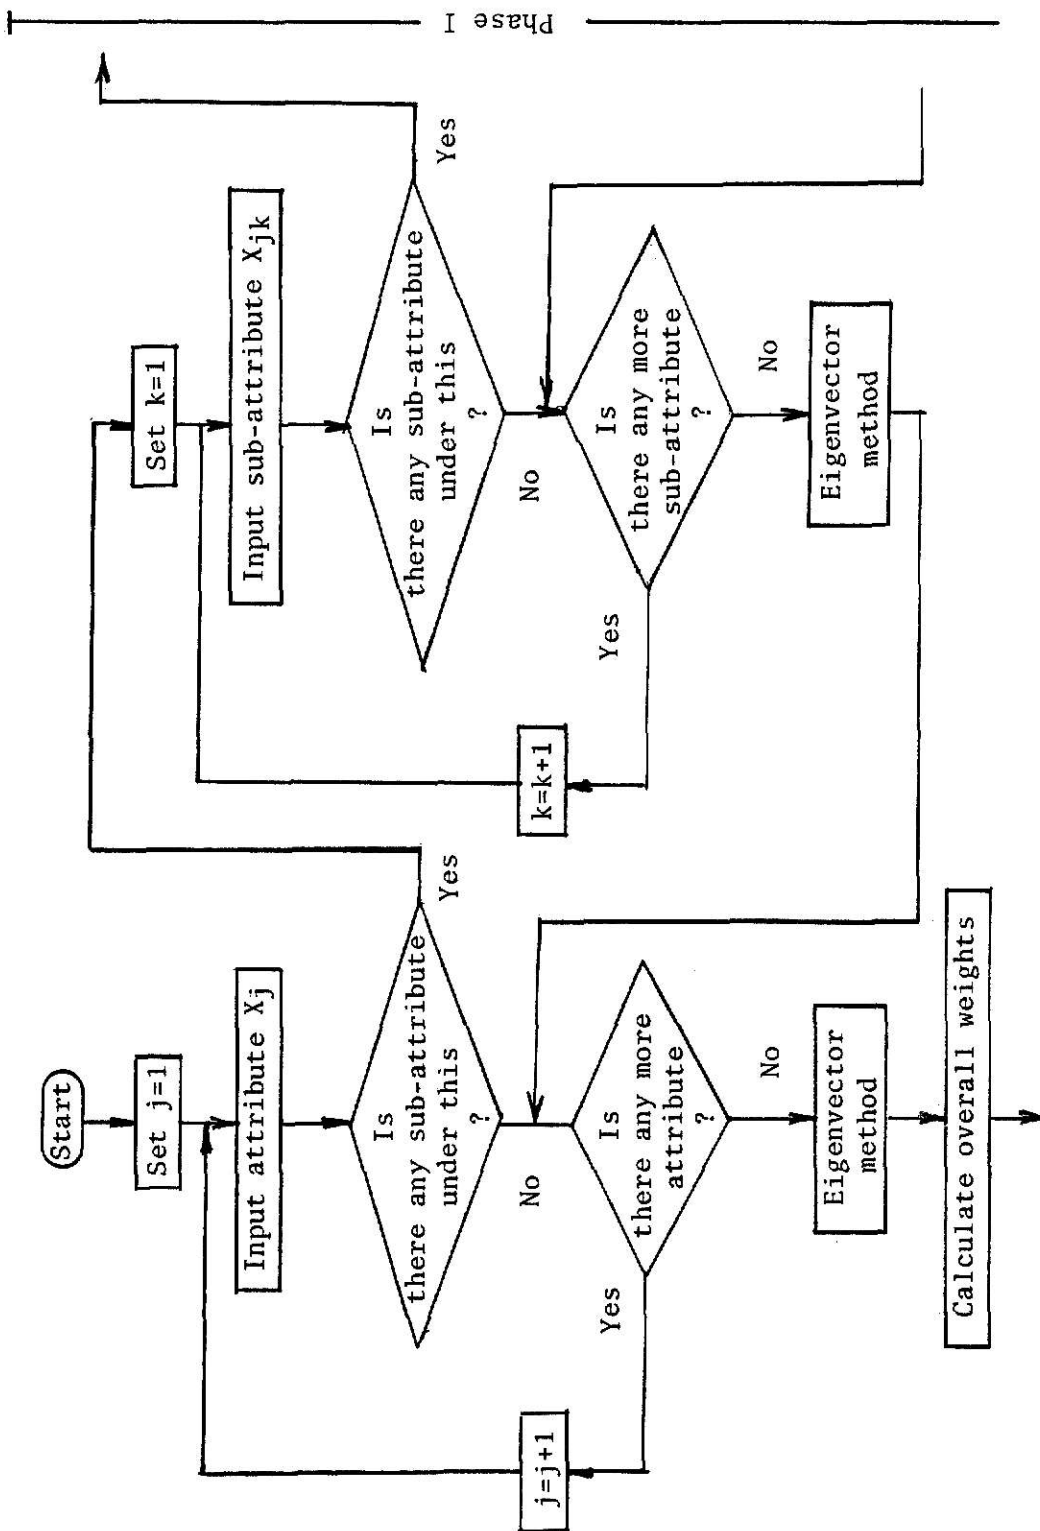 Start
Set j=1
Input attribute Xj
Is
there any sub-attribute
under this
?
Yes
No
Is
there any more
attribute
?
Yes
j=j+1
No
Eigenvector
method
Calculate overall weights
Set k=1
Input sub-attribute Xjk
Is
there any sub-attribute
under this
?
Yes
No
Is
there any more
sub-attribute
?
Yes
k=k+1
No
Eigenvector
method
Phase I